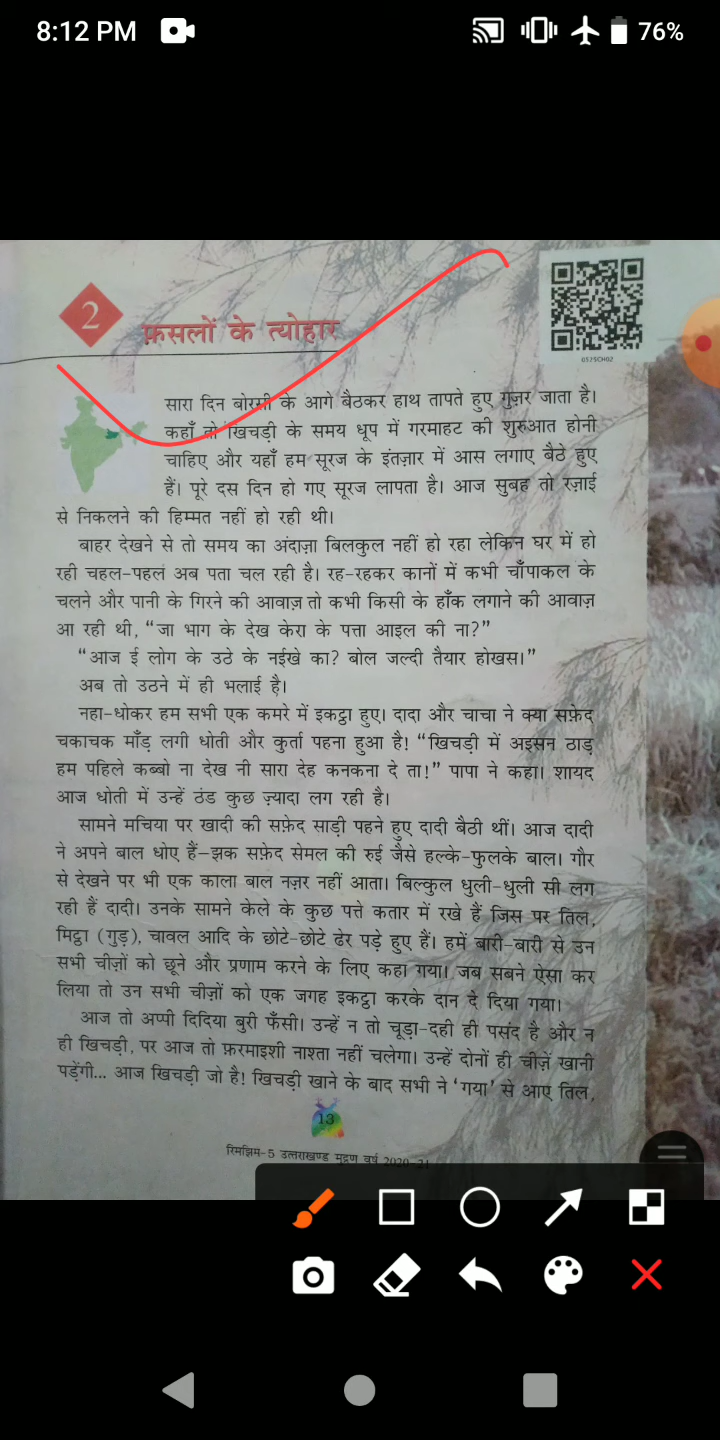 8:12 PM 76%
2
फ़सलों के त्योहार
0525CH02
सारा दिन बोरसी के आगे बैठकर हाथ तापते हुए गुज़र जाता है।
कहाँ तो खिचड़ी के समय धूप में गरमाहट की शुरुआत होनी
चाहिए और यहाँ हम सूरज के इंतज़ार में आस लगाए बैठे हुए
हैं। पूरे दस दिन हो गए सूरज लापता है। आज सुबह तो रज़ाई
से निकलने की हिम्मत नहीं हो रही थी।
बाहर देखने से तो समय का अंदाज़ा बिलकुल नहीं हो रहा लेकिन घर में हो
रही चहल-पहल अब पता चल रही है। रह-रहकर कानों में कभी चाँपाकल के
चलने और पानी के गिरने की आवाज़ तो कभी किसी के हाँक लगाने की आवाज़
आ रही थी, “जा भाग के देख केरा के पत्ता आइल की ना?”
“आज ई लोग के उठे के नईखे का? बोल जल्दी तैयार होखस।”
अब तो उठने में ही भलाई है।
नहा-धोकर हम सभी एक कमरे में इकट्ठा हुए। दादा और चाचा ने क्या सफ़ेद
चकाचक माँड़ लगी धोती और कुर्ता पहना हुआ है! “खिचड़ी में अइसन ठाड़
हम पहिले कब्बो ना देख नी सारा देह कनकना दे ता!” पापा ने कहा। शायद
आज धोती में उन्हें ठंड कुछ ज़्यादा लग रही है।
सामने मचिया पर खादी की सफ़ेद साड़ी पहने हुए दादी बैठी थीं। आज दादी
ने अपने बाल धोए हैं–झक सफ़ेद सेमल की रुई जैसे हल्के-फुलके बाल। गौर
से देखने पर भी एक काला बाल नज़र नहीं आता। बिल्कुल धुली-धुली सी लग
रही हैं दादी। उनके सामने केले के कुछ पत्ते कतार में रखे हैं जिस पर तिल,
मिट्ठा (गुड़), चावल आदि के छोटे-छोटे ढेर पड़े हुए हैं। हमें बारी-बारी से उन
सभी चीज़ों को छूने और प्रणाम करने के लिए कहा गया। जब सबने ऐसा कर
लिया तो उन सभी चीज़ों को एक जगह इकट्ठा करके दान दे दिया गया।
आज तो अप्पी दिदिया बुरी फँसी। उन्हें न तो चूड़ा-दही ही पसंद है और न
ही खिचड़ी, पर आज तो फ़रमाइशी नाश्ता नहीं चलेगा। उन्हें दोनों ही चीज़ें खानी
पड़ेंगी... आज खिचड़ी जो है! खिचड़ी खाने के बाद सभी ने ‘गया’ से आए तिल,
13
रिमझिम-5 उत्तराखण्ड मुद्रण वर्ष 2020-21